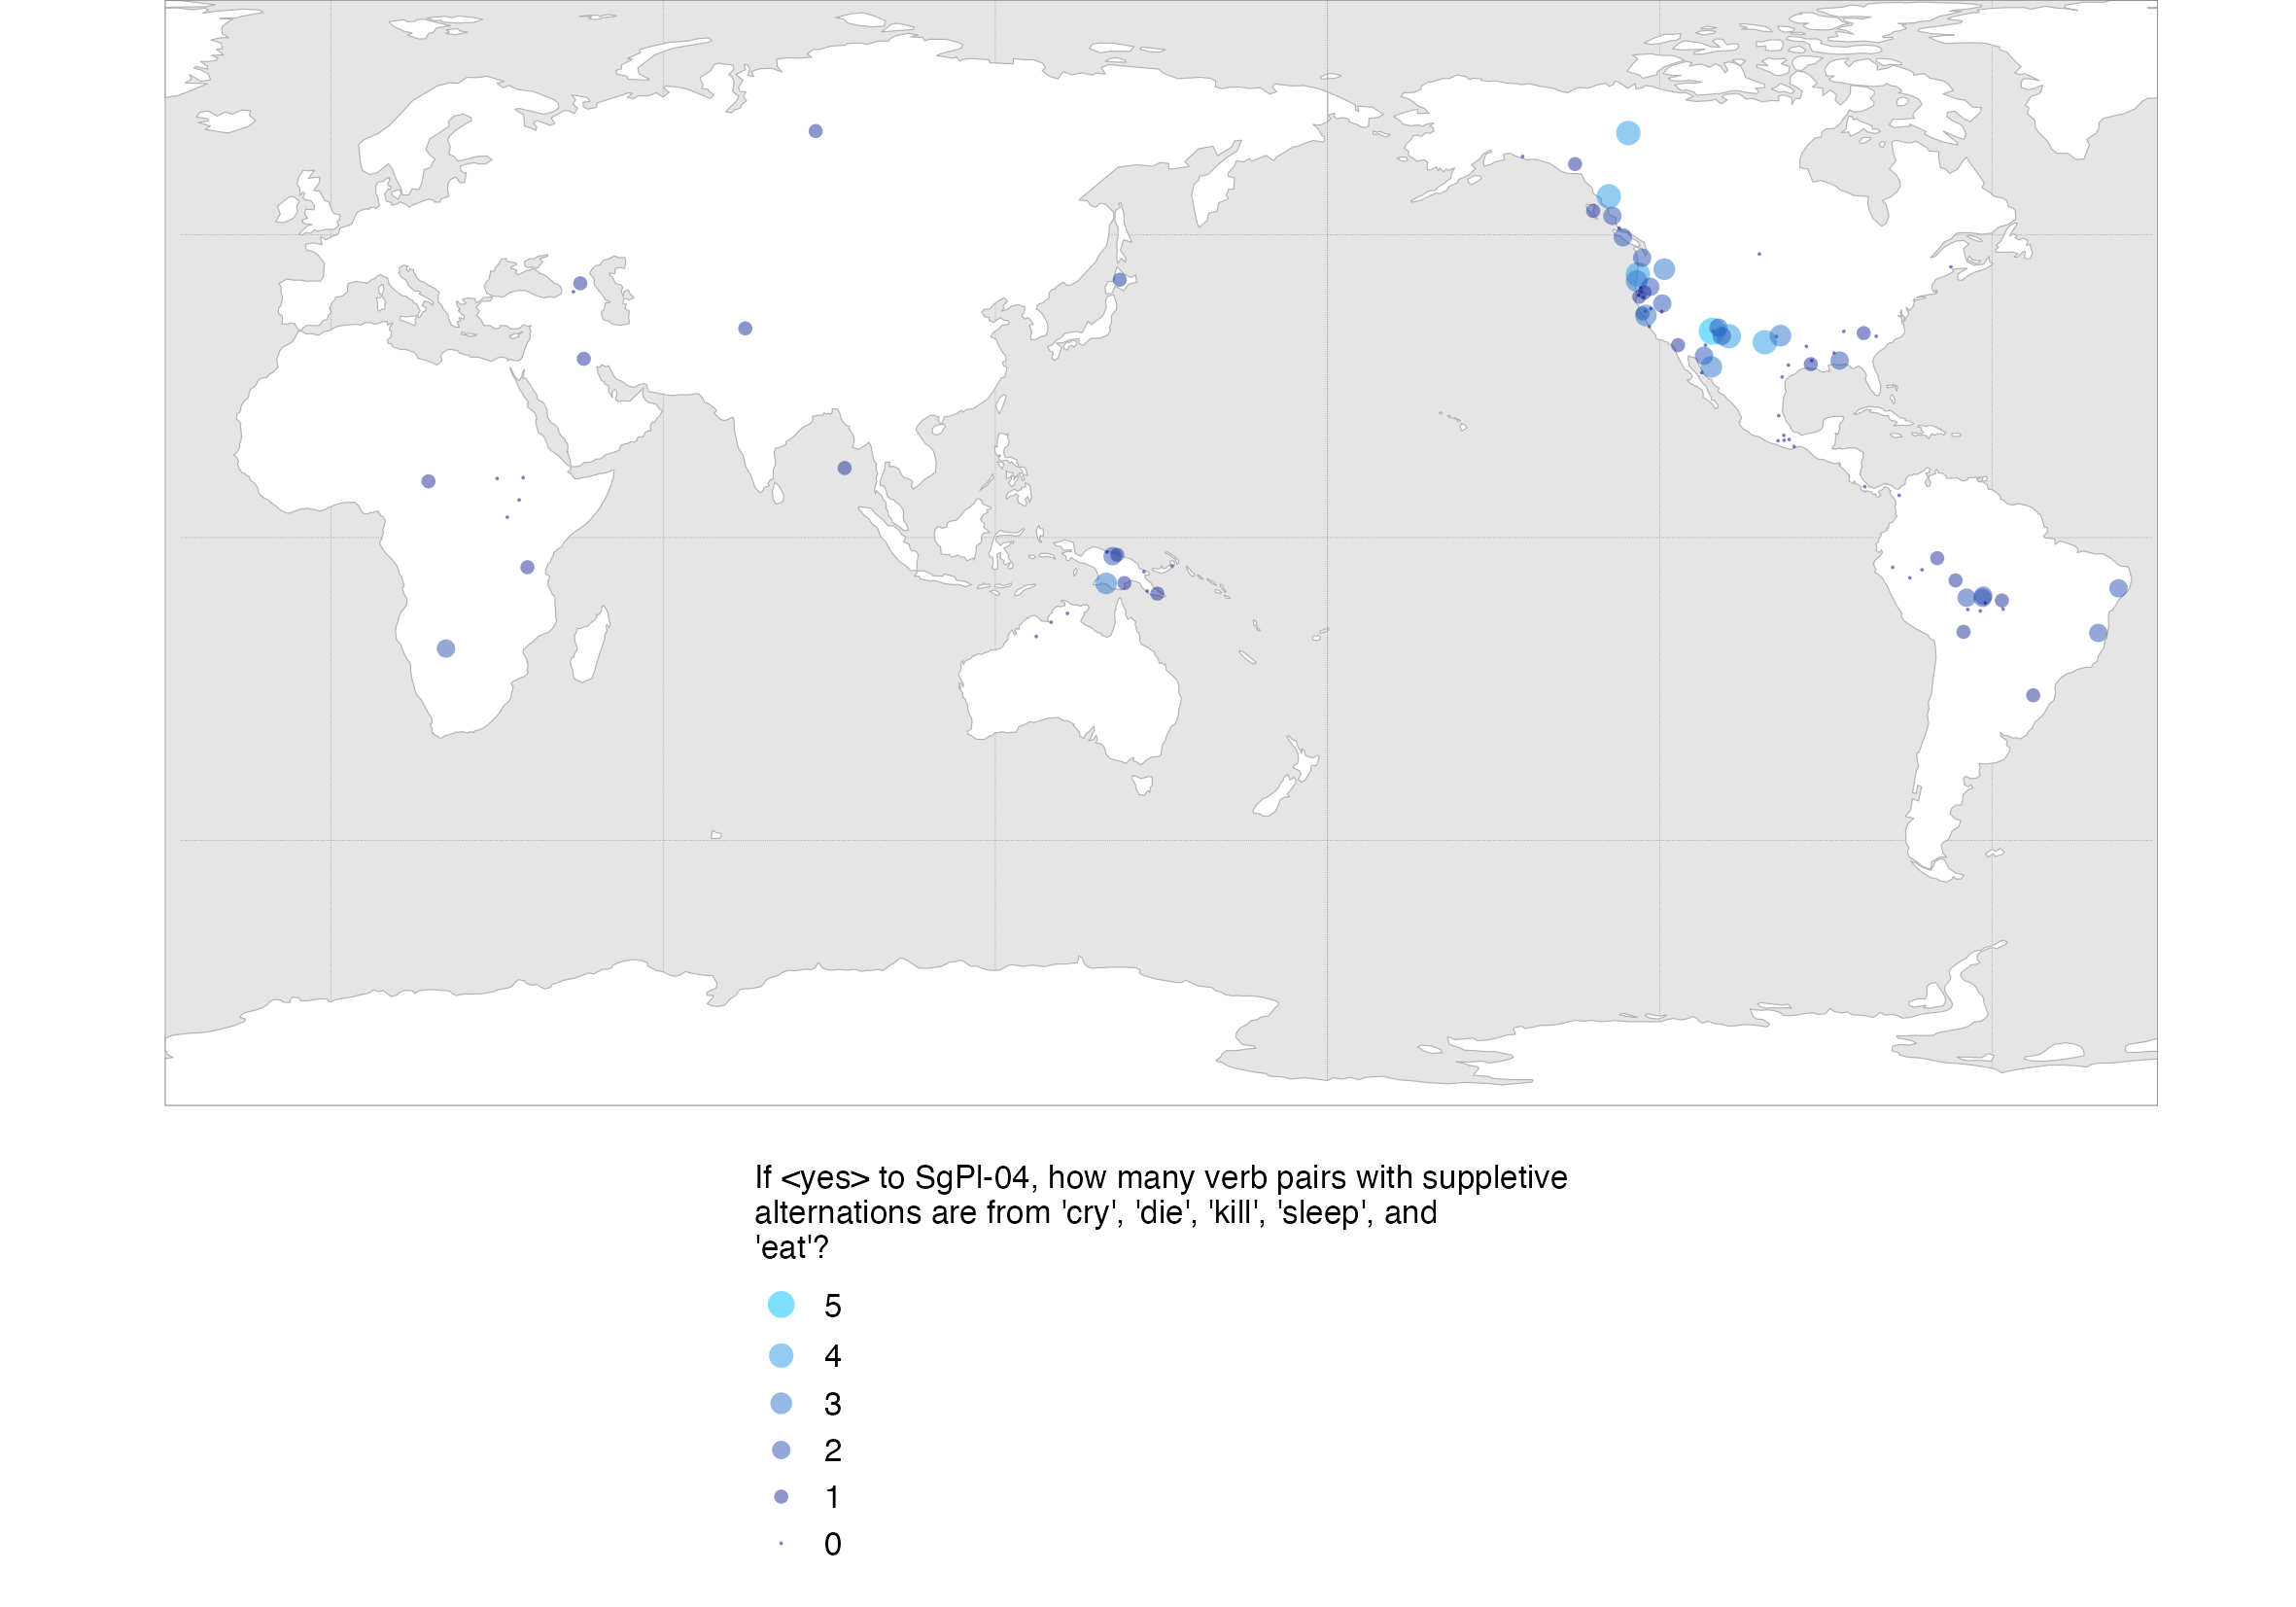 If <yes> to SgPl-04, how many verb pairs with suppletive
alternations are from 'cry', 'die', 'kill', 'sleep', and
'eat'?
5
4
3
2
1
0